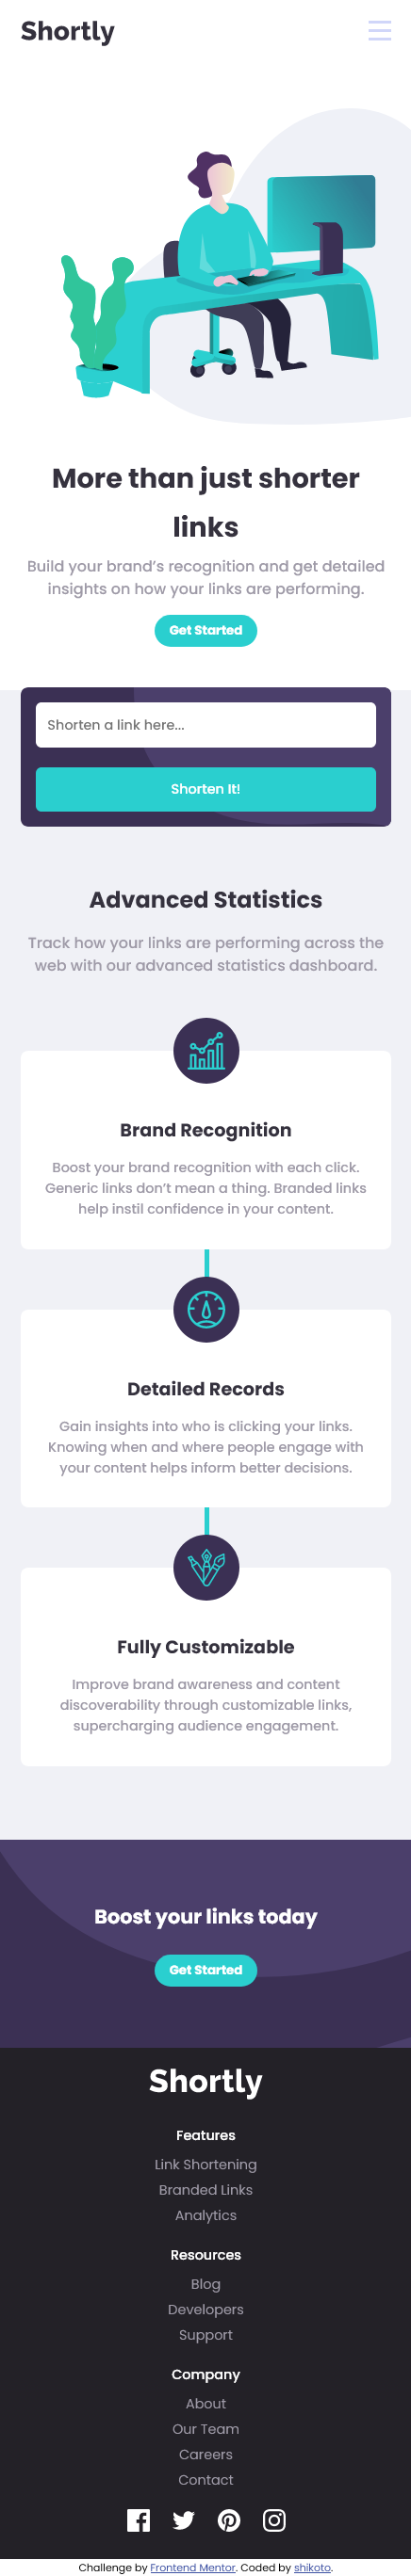 Shortly
More than just shorter
links
Build your brand’s recognition and get detailed
insights on how your links are performing.
Get Started
Shorten a link here...
Shorten It!
Advanced Statistics
Track how your links are performing across the
web with our advanced statistics dashboard.
Brand Recognition
Boost your brand recognition with each click.
Generic links don’t mean a thing. Branded links
help instil confidence in your content.
Detailed Records
Gain insights into who is clicking your links.
Knowing when and where people engage with
your content helps inform better decisions.
Fully Customizable
Improve brand awareness and content
discoverability through customizable links,
supercharging audience engagement.
Boost your links today
Get Started
Shortly
Features
Link Shortening
Branded Links
Analytics
Resources
Blog
Developers
Support
Company
About
Our Team
Careers
Contact
Challenge by Frontend Mentor. Coded by shikoto.